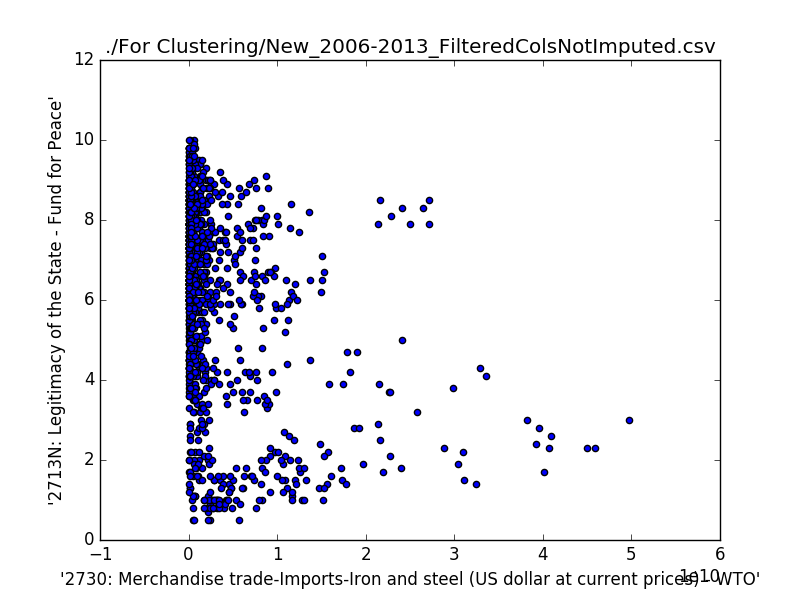 ./For Clustering/New_2006-2013_FilteredColsNotImputed.csv
12
10
8
6
4
2
0
'2713N: Legitimacy of the State - Fund for Peace'
−1 0 1 2 3 4 5 6
1e10
'2730: Merchandise trade-Imports-Iron and steel (US dollar at current prices) - WTO'